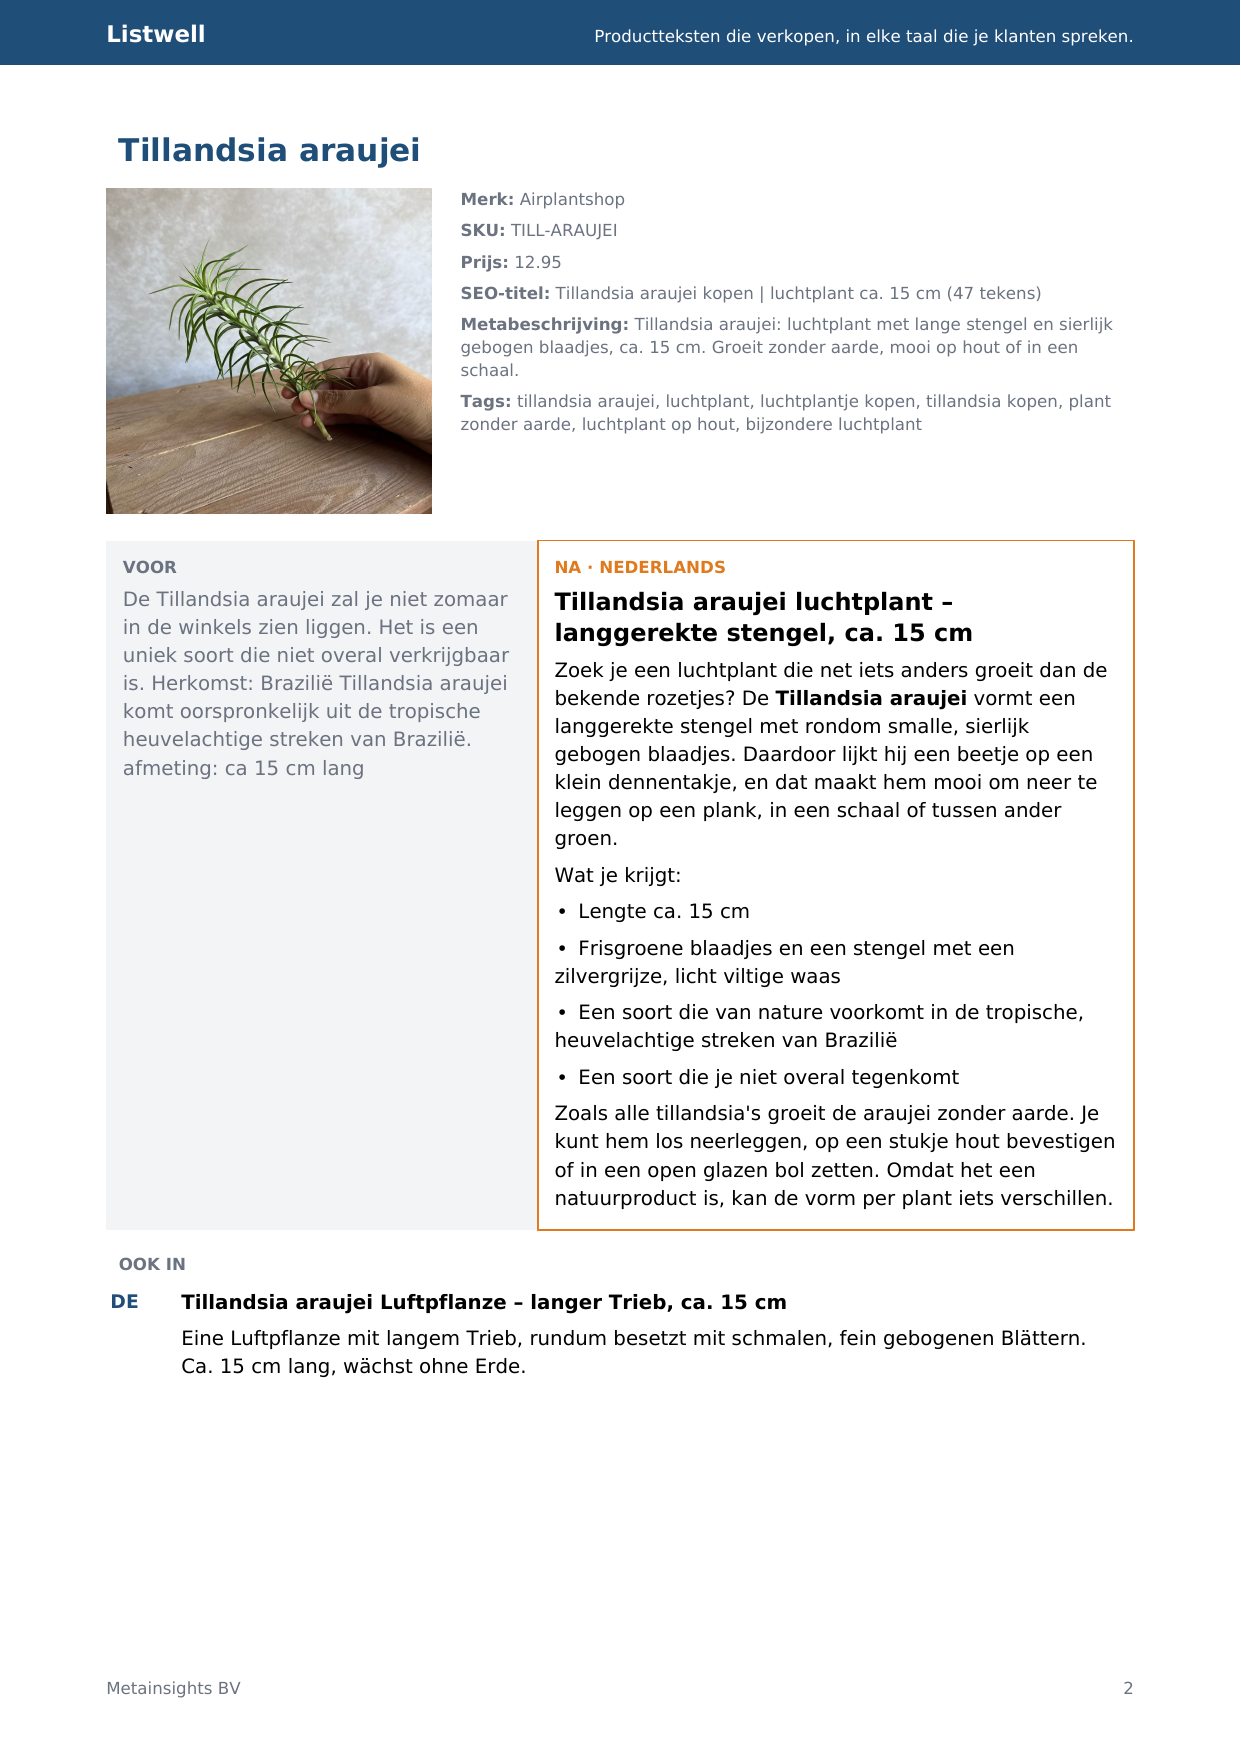 Listwell
Productteksten die verkopen, in elke taal die je klanten spreken.
Tillandsia araujei
Merk: Airplantshop
SKU: TILL-ARAUJEI
Prijs: 12.95
SEO-titel: Tillandsia araujei kopen | luchtplant ca. 15 cm (47 tekens)
Metabeschrijving: Tillandsia araujei: luchtplant met lange stengel en sierlijk
gebogen blaadjes, ca. 15 cm. Groeit zonder aarde, mooi op hout of in een
schaal.
Tags: tillandsia araujei, luchtplant, luchtplantje kopen, tillandsia kopen, plant
zonder aarde, luchtplant op hout, bijzondere luchtplant
VOOR
De Tillandsia araujei zal je niet zomaar
in de winkels zien liggen. Het is een
uniek soort die niet overal verkrijgbaar
is. Herkomst: Brazilië Tillandsia araujei
komt oorspronkelijk uit de tropische
heuvelachtige streken van Brazilië.
afmeting: ca 15 cm lang
NA · NEDERLANDS
Tillandsia araujei luchtplant –
langgerekte stengel, ca. 15 cm
Zoek je een luchtplant die net iets anders groeit dan de
bekende rozetjes? De Tillandsia araujei vormt een
langgerekte stengel met rondom smalle, sierlijk
gebogen blaadjes. Daardoor lijkt hij een beetje op een
klein dennentakje, en dat maakt hem mooi om neer te
leggen op een plank, in een schaal of tussen ander
groen.
Wat je krijgt:
• Lengte ca. 15 cm
• Frisgroene blaadjes en een stengel met een
zilvergrijze, licht viltige waas
• Een soort die van nature voorkomt in de tropische,
heuvelachtige streken van Brazilië
• Een soort die je niet overal tegenkomt
Zoals alle tillandsia's groeit de araujei zonder aarde. Je
kunt hem los neerleggen, op een stukje hout bevestigen
of in een open glazen bol zetten. Omdat het een
natuurproduct is, kan de vorm per plant iets verschillen.
OOK IN
DE
Tillandsia araujei Luftpflanze – langer Trieb, ca. 15 cm
Eine Luftpflanze mit langem Trieb, rundum besetzt mit schmalen, fein gebogenen Blättern.
Ca. 15 cm lang, wächst ohne Erde.
Metainsights BV
2